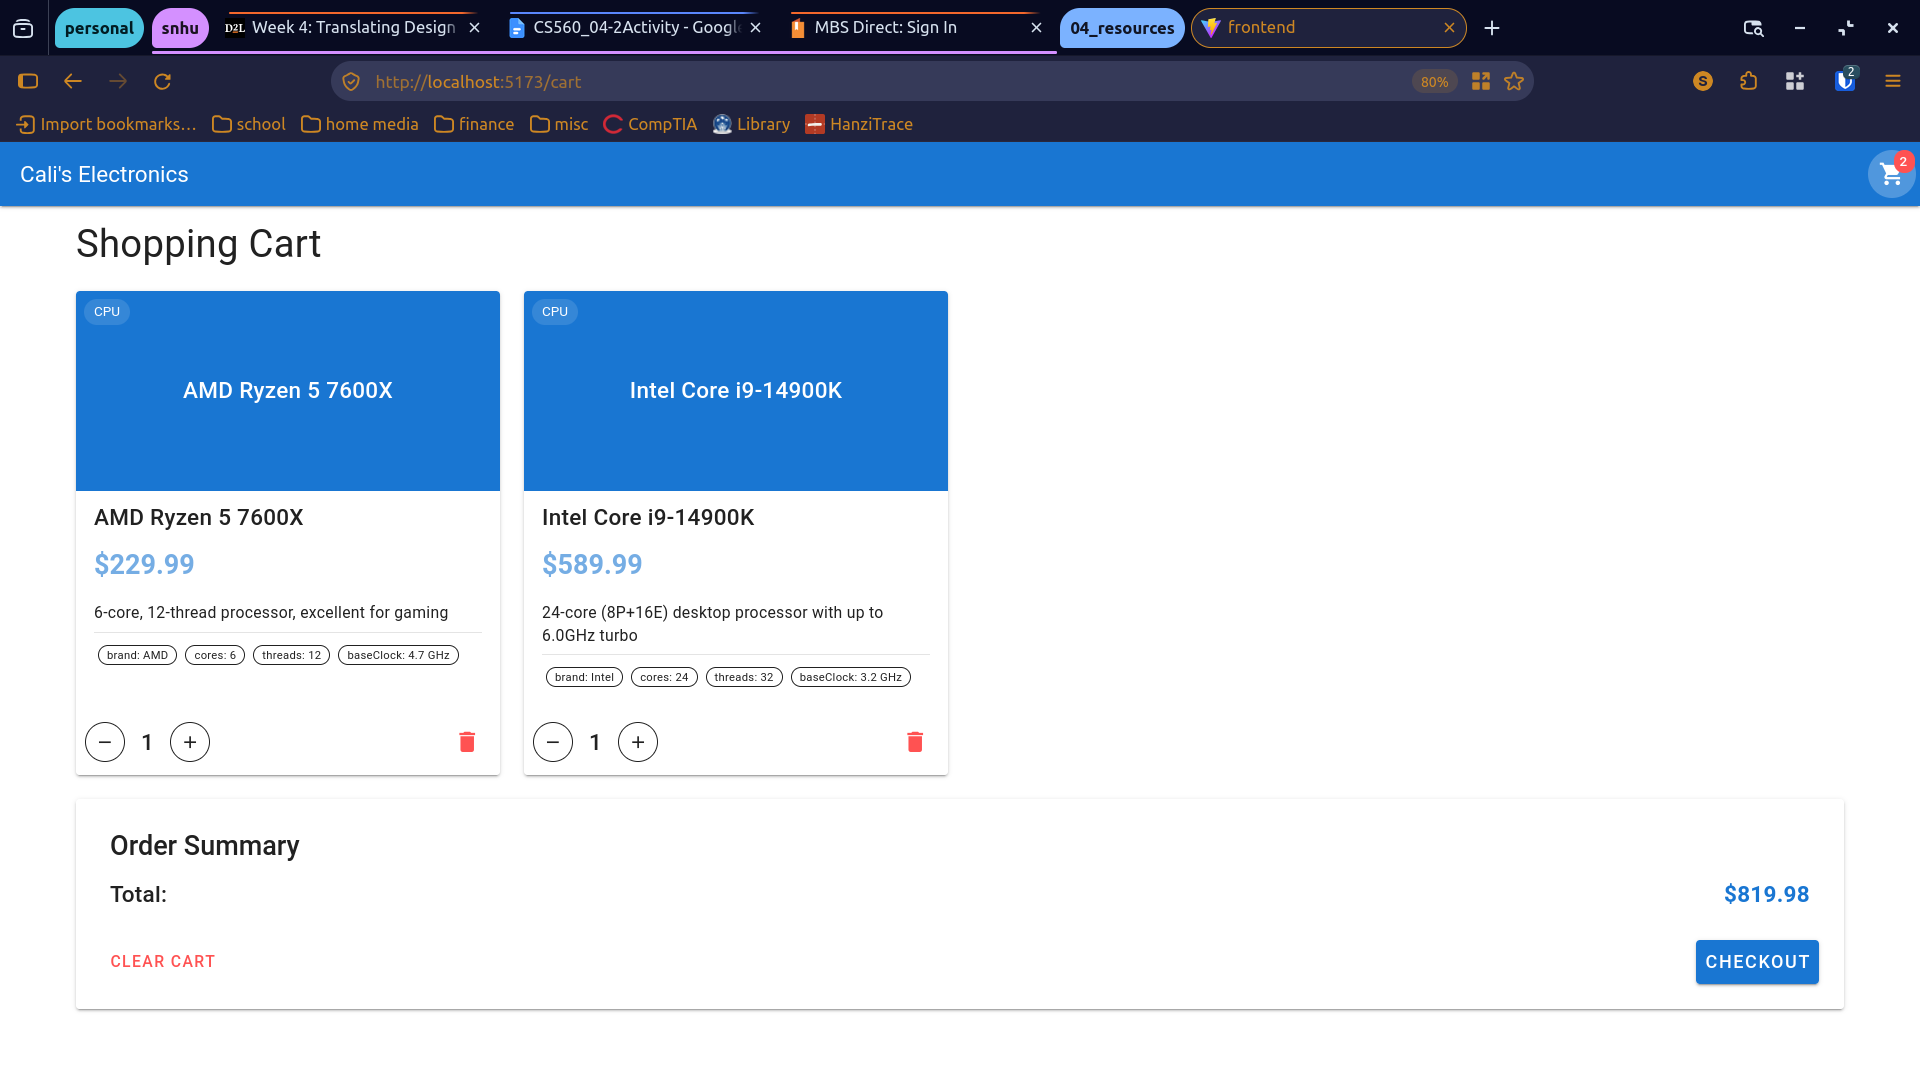 personal
snhu
D2L Week 4: Translating Design
CS560_04-2Activity - Googl
MBS Direct: Sign In
04_resources
frontend
http://localhost:5173/cart
80%
S
2
Import bookmarks...
school
home media
finance
misc
CompTIA
Library
HanziTrace
Cali's Electronics
2
Shopping Cart
CPU
AMD Ryzen 5 7600X
AMD Ryzen 5 7600X
$229.99
6-core, 12-thread processor, excellent for gaming
brand: AMD
cores: 6
threads: 12
baseClock: 4.7 GHz
1
CPU
Intel Core i9-14900K
Intel Core i9-14900K
$589.99
24-core (8P+16E) desktop processor with up to
6.0GHz turbo
brand: Intel
cores: 24
threads: 32
baseClock: 3.2 GHz
1
Order Summary
Total:
$819.98
CLEAR CART
CHECKOUT